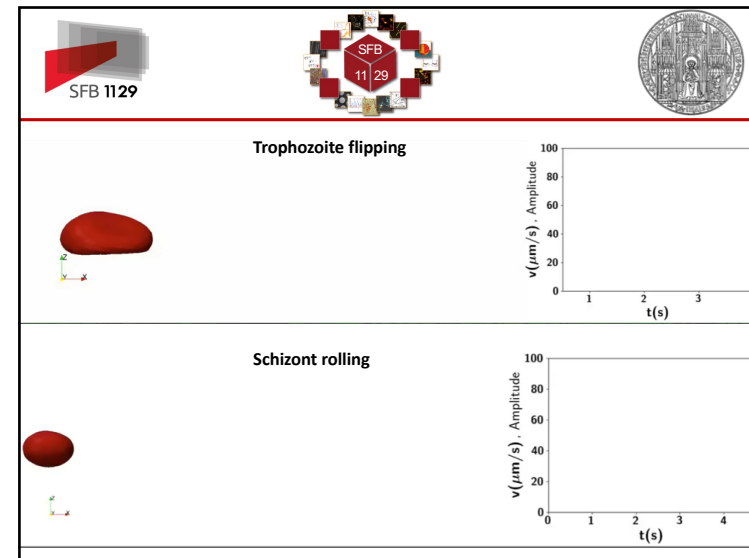 SFB 1129
SFB
11 29
Trophozoite flipping
v(μm/s), Amplitude
100
80
60
40
20
0
1 2 3
t(s)
Z
Y X
Schizont rolling
v(μm/s), Amplitude
100
80
60
40
20
0
0 1 2 3 4
t(s)
Z
Y X